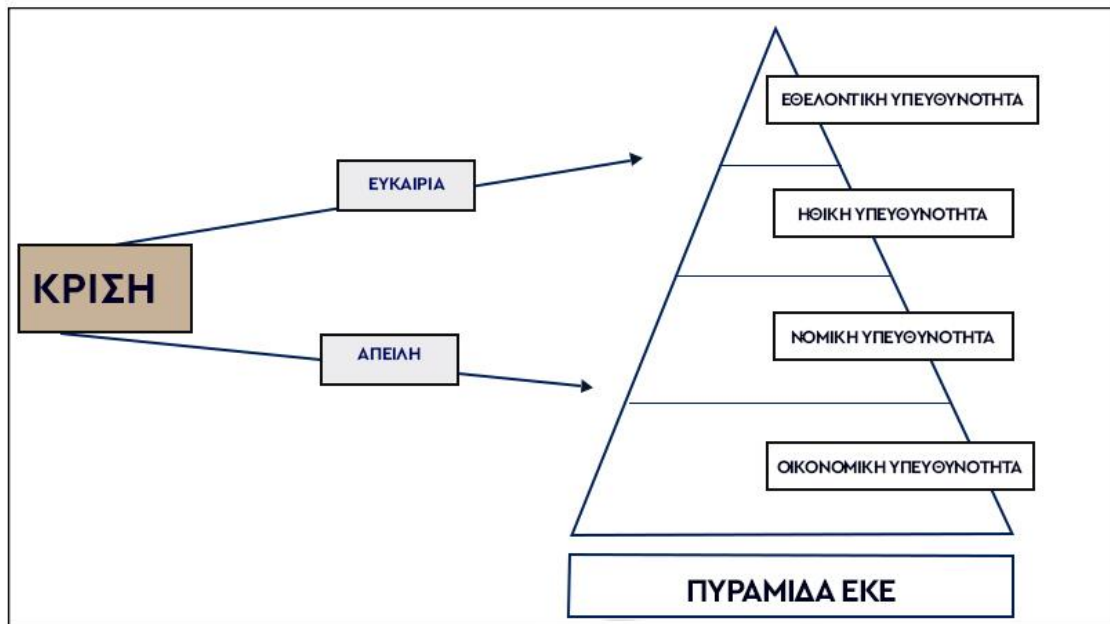 ΕΘΕΛΟΝΤΙΚΗ ΥΠΕΥΘΥΝΟΤΗΤΑ
ΕΥΚΑΙΡΙΑ
ΗΘΙΚΗ ΥΠΕΥΘΥΝΟΤΗΤΑ
ΚΡΙΣΗ
ΝΟΜΙΚΗ ΥΠΕΥΘΥΝΟΤΗΤΑ
ΑΠΕΙΛΗ
ΟΙΚΟΝΟΜΙΚΗ ΥΠΕΥΘΥΝΟΤΗΤΑ
ΠΥΡΑΜΙΔΑ ΕΚΕ